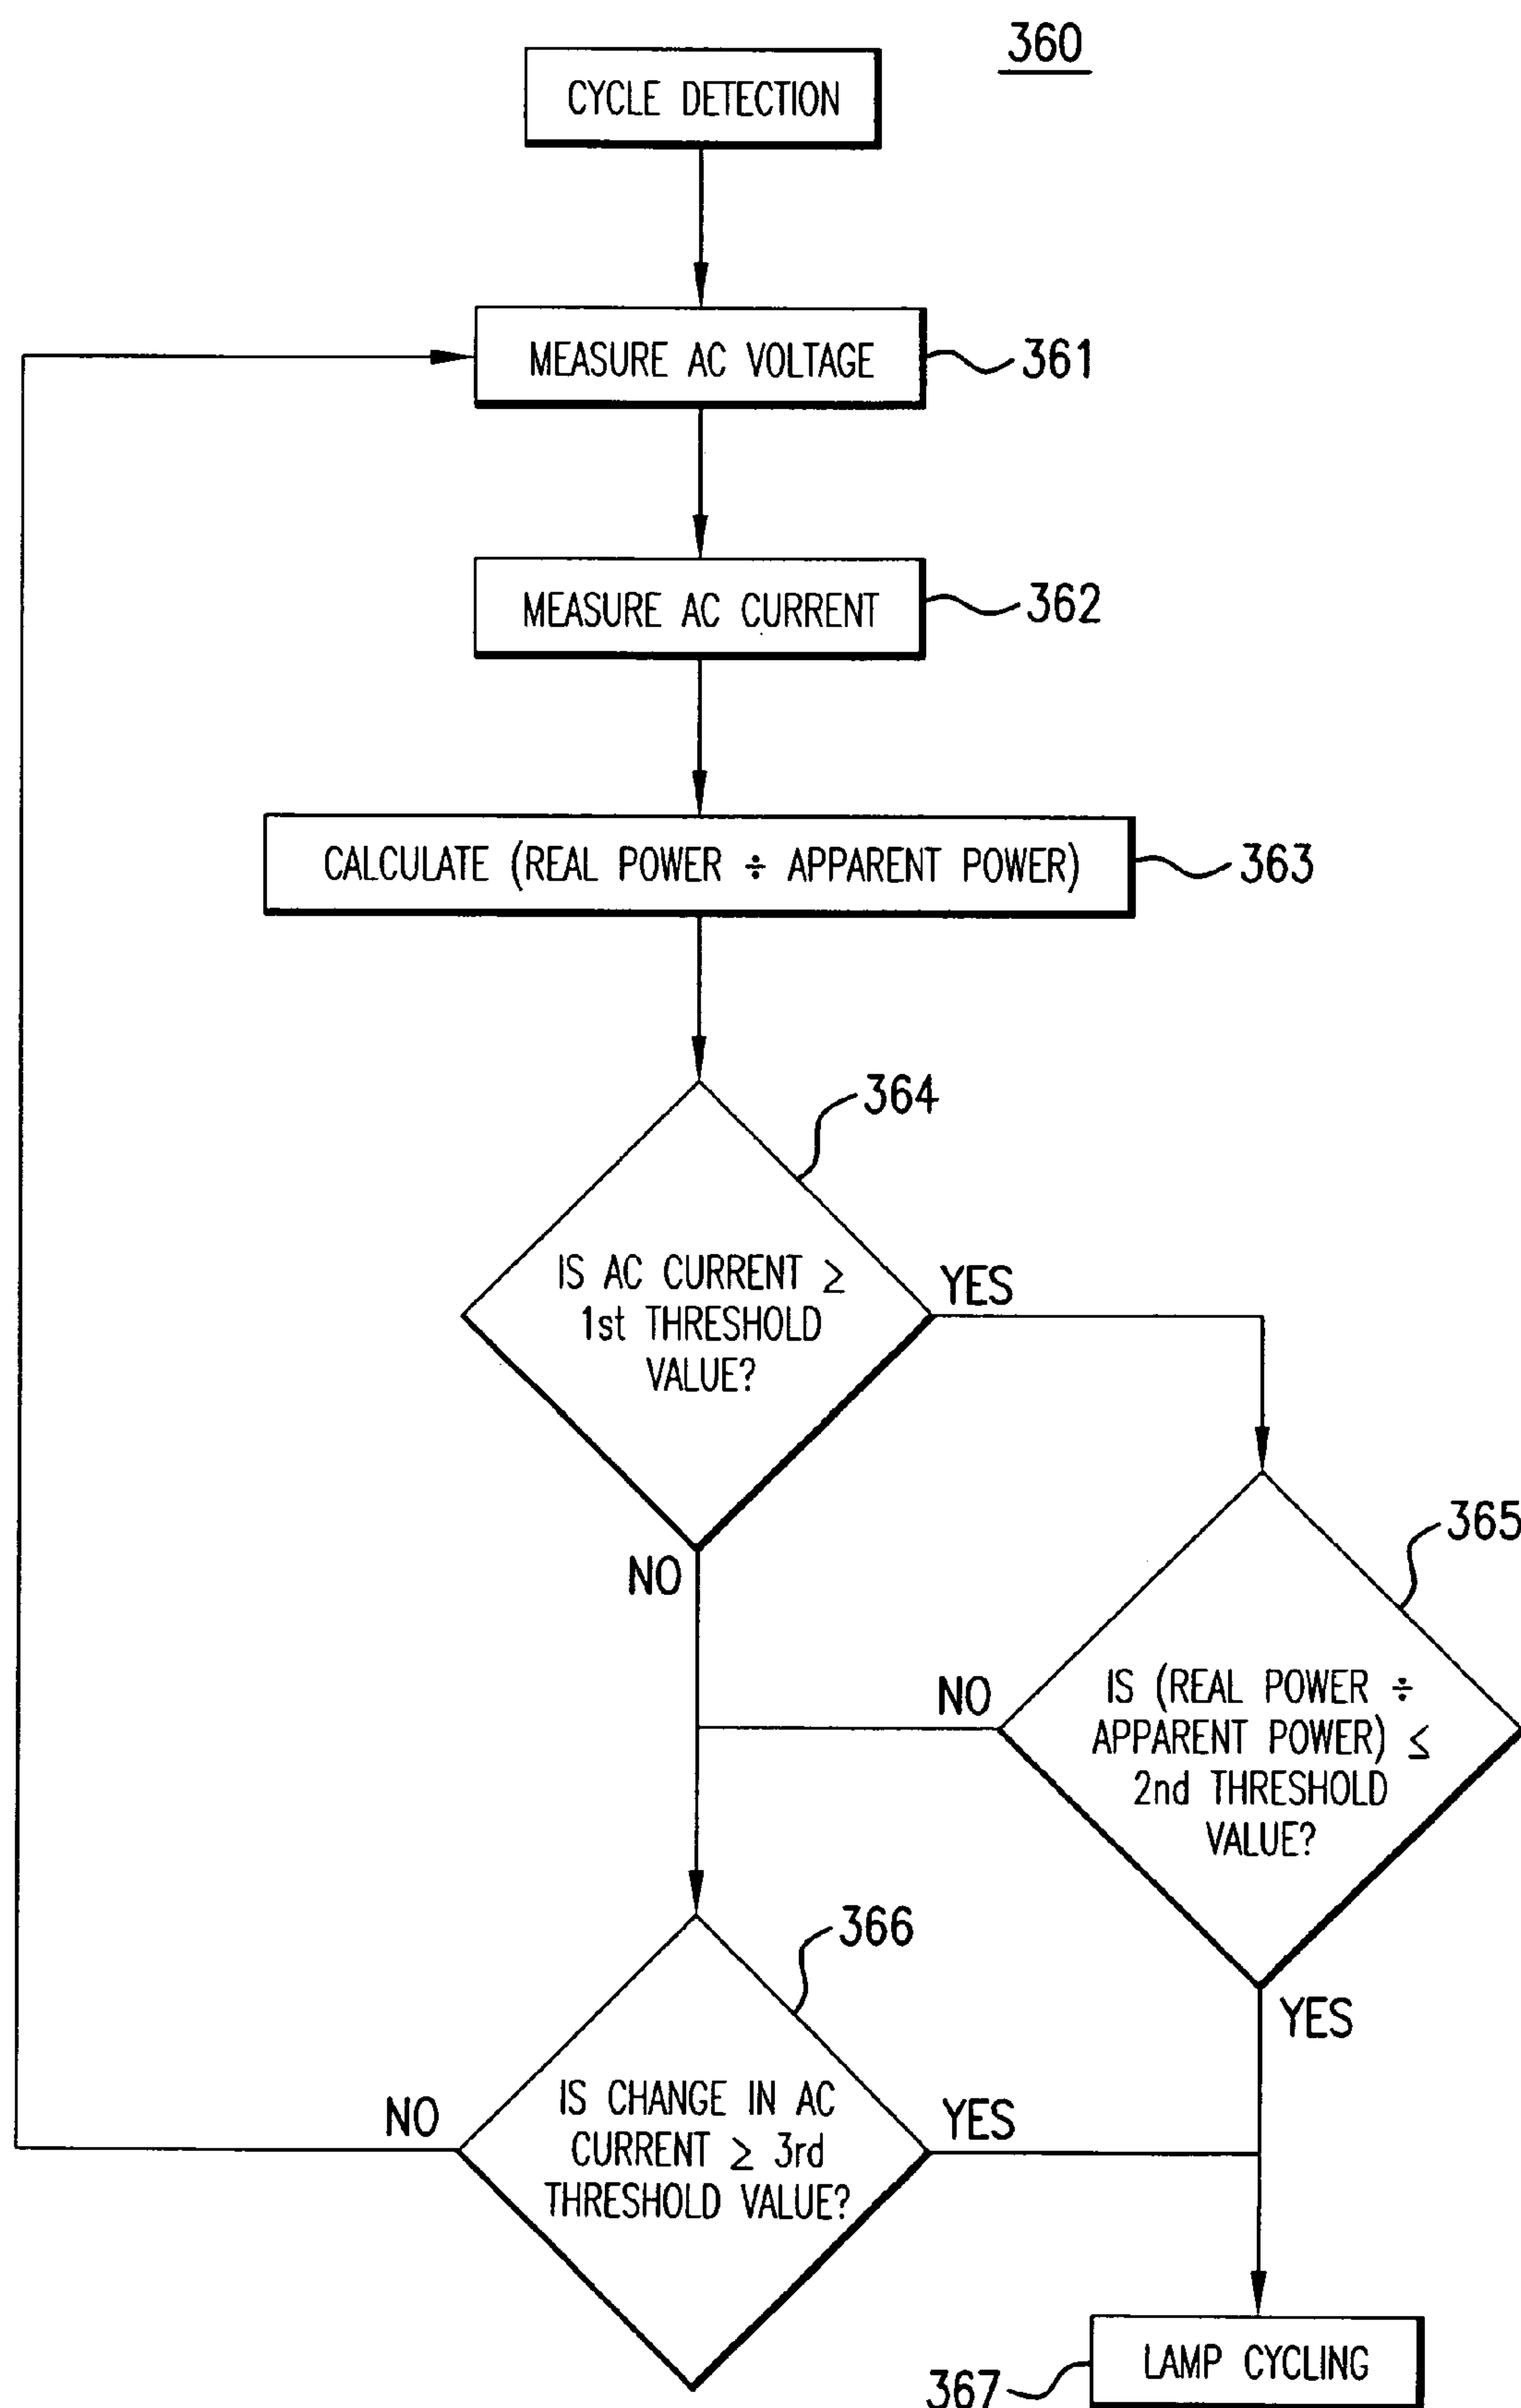 360
CYCLE DETECTION
MEASURE AC VOLTAGE
361
MEASURE AC CURRENT
362
CALCULATE (REAL POWER ÷ APPARENT POWER)
363
364
IS AC CURRENT ≥
1st THRESHOLD
VALUE?
YES
NO
365
IS (REAL POWER ÷
APPARENT POWER) ≤
2nd THRESHOLD
VALUE?
NO
YES
366
IS CHANGE IN AC
CURRENT ≥ 3rd
THRESHOLD VALUE?
NO
YES
LAMP CYCLING
367